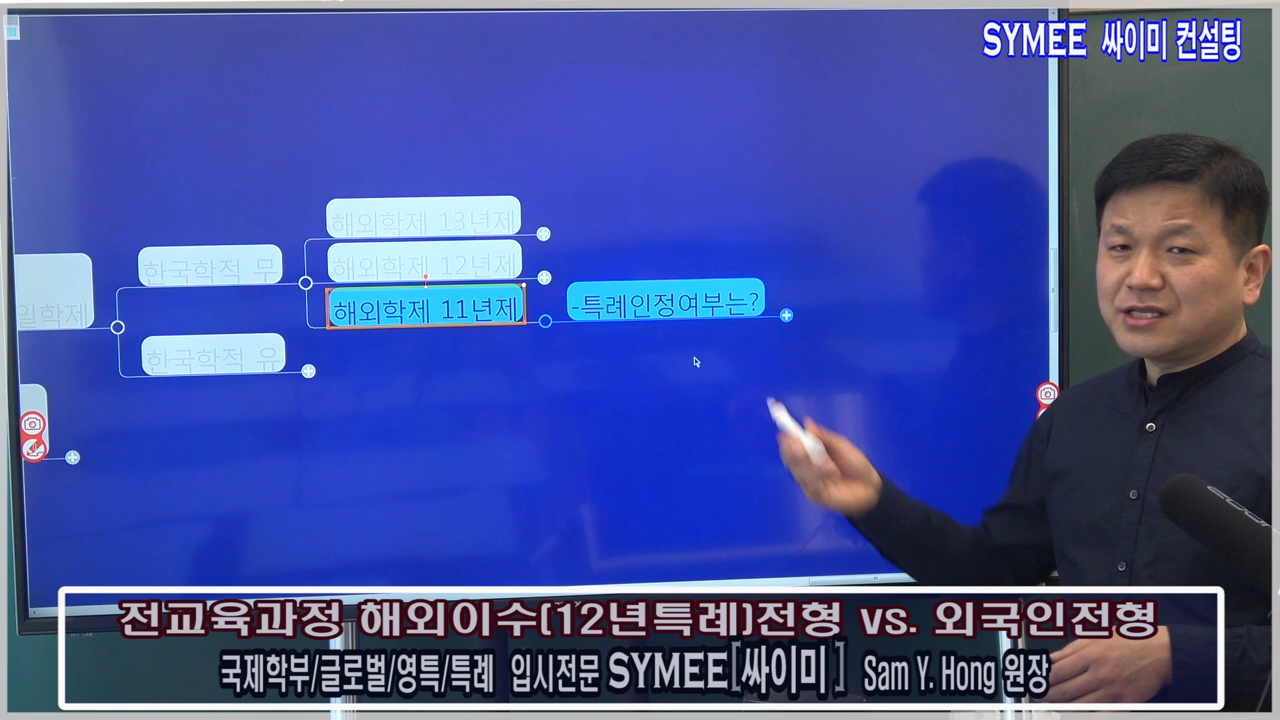 SYMEE 싸이미 컨설팅
해외학제 13년제
한국학적 무
해외학제 12년제
일학제
해외학제 11년제
-특례인정여부는?
한국학적 유
전교육과정 해외이수(12년특례)전형 vs. 외국인전형
국제학부/글로벌/영특/특례 입시전문 SYMEE[싸이미] Sam Y. Hong 원장